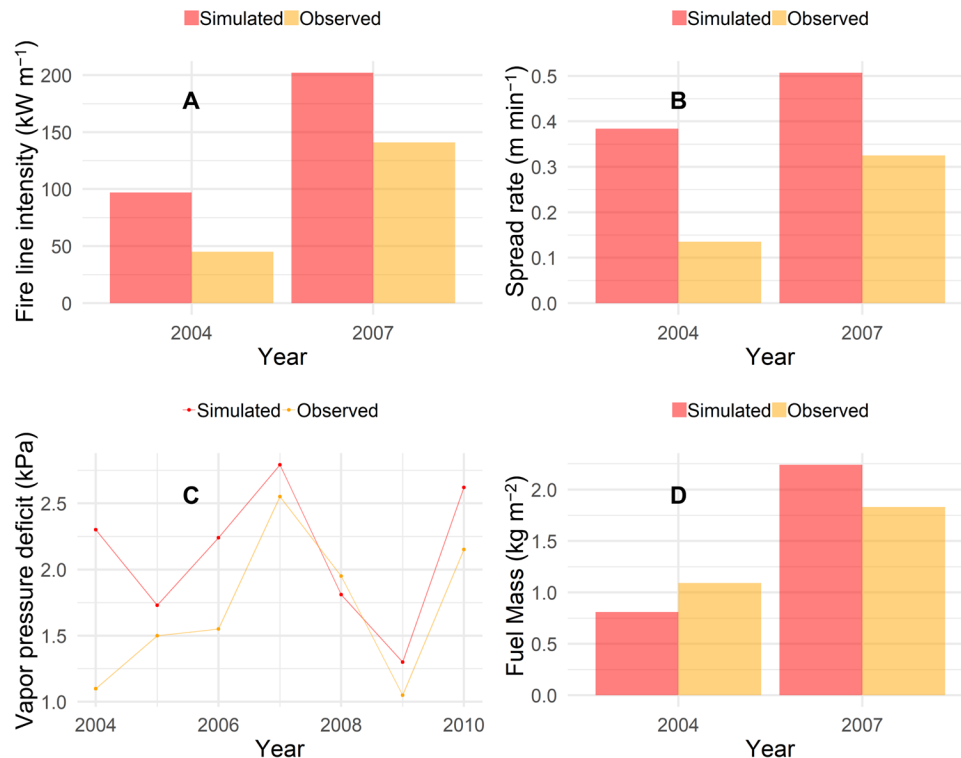 Simulated Observed
Fire line intensity (kW m⁻¹)
200
150
100
50
0
A
2004 2007
Year
Simulated Observed
Spread rate (m min⁻¹)
0.5
0.4
0.3
0.2
0.1
0.0
B
2004 2007
Year
Simulated Observed
Vapor pressure deficit (kPa)
2.5
2.0
1.5
1.0
C
2004 2006 2008 2010
Year
Simulated Observed
Fuel Mass (kg m⁻²)
2.0
1.5
1.0
0.5
0.0
D
2004 2007
Year